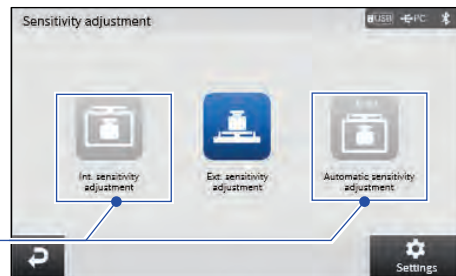 Sensitivity adjustment
USB PC
Int. sensitivity
adjustment
Ext. sensitivity
adjustment
Automatic sensitivity
adjustment
Settings